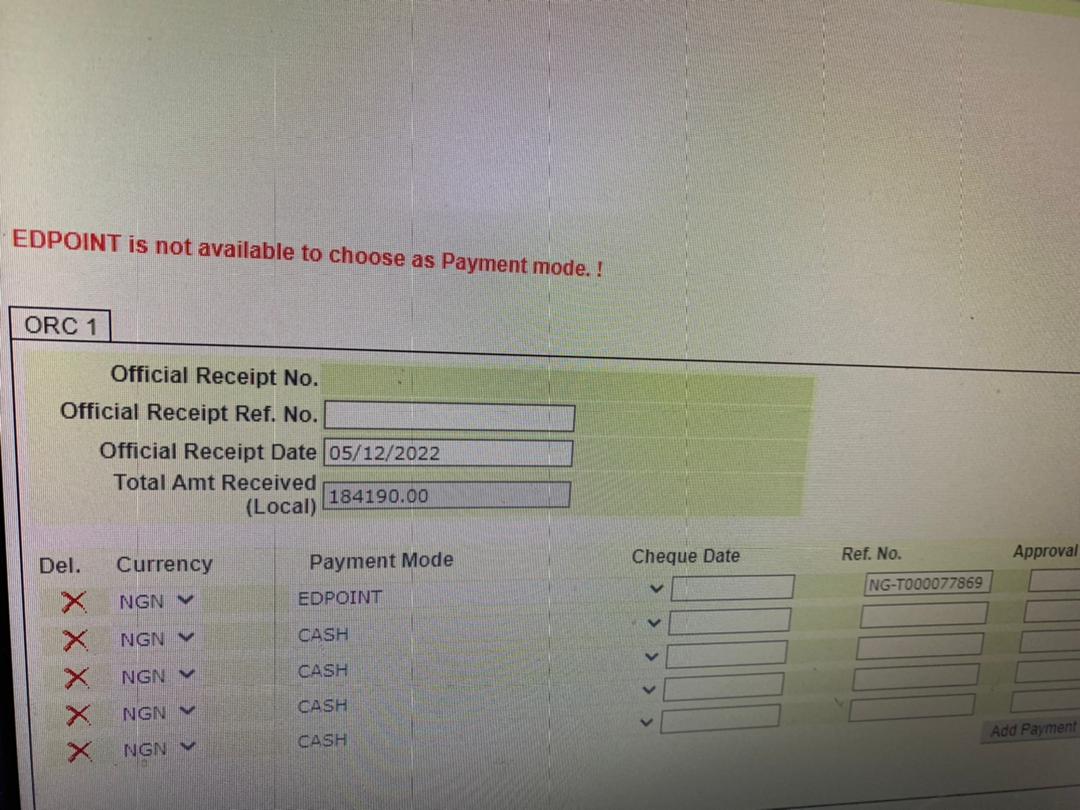 EDPOINT is not available to choose as Payment mode. !
ORC 1
Official Receipt No.
Official Receipt Ref. No.
Official Receipt Date 05/12/2022
Total Amt Received
(Local) 184190.00
Del. Currency Payment Mode Cheque Date Ref. No. Approval
NGN EDPOINT NG-T000077869
NGN CASH
NGN CASH
NGN CASH
NGN CASH
Add Payment